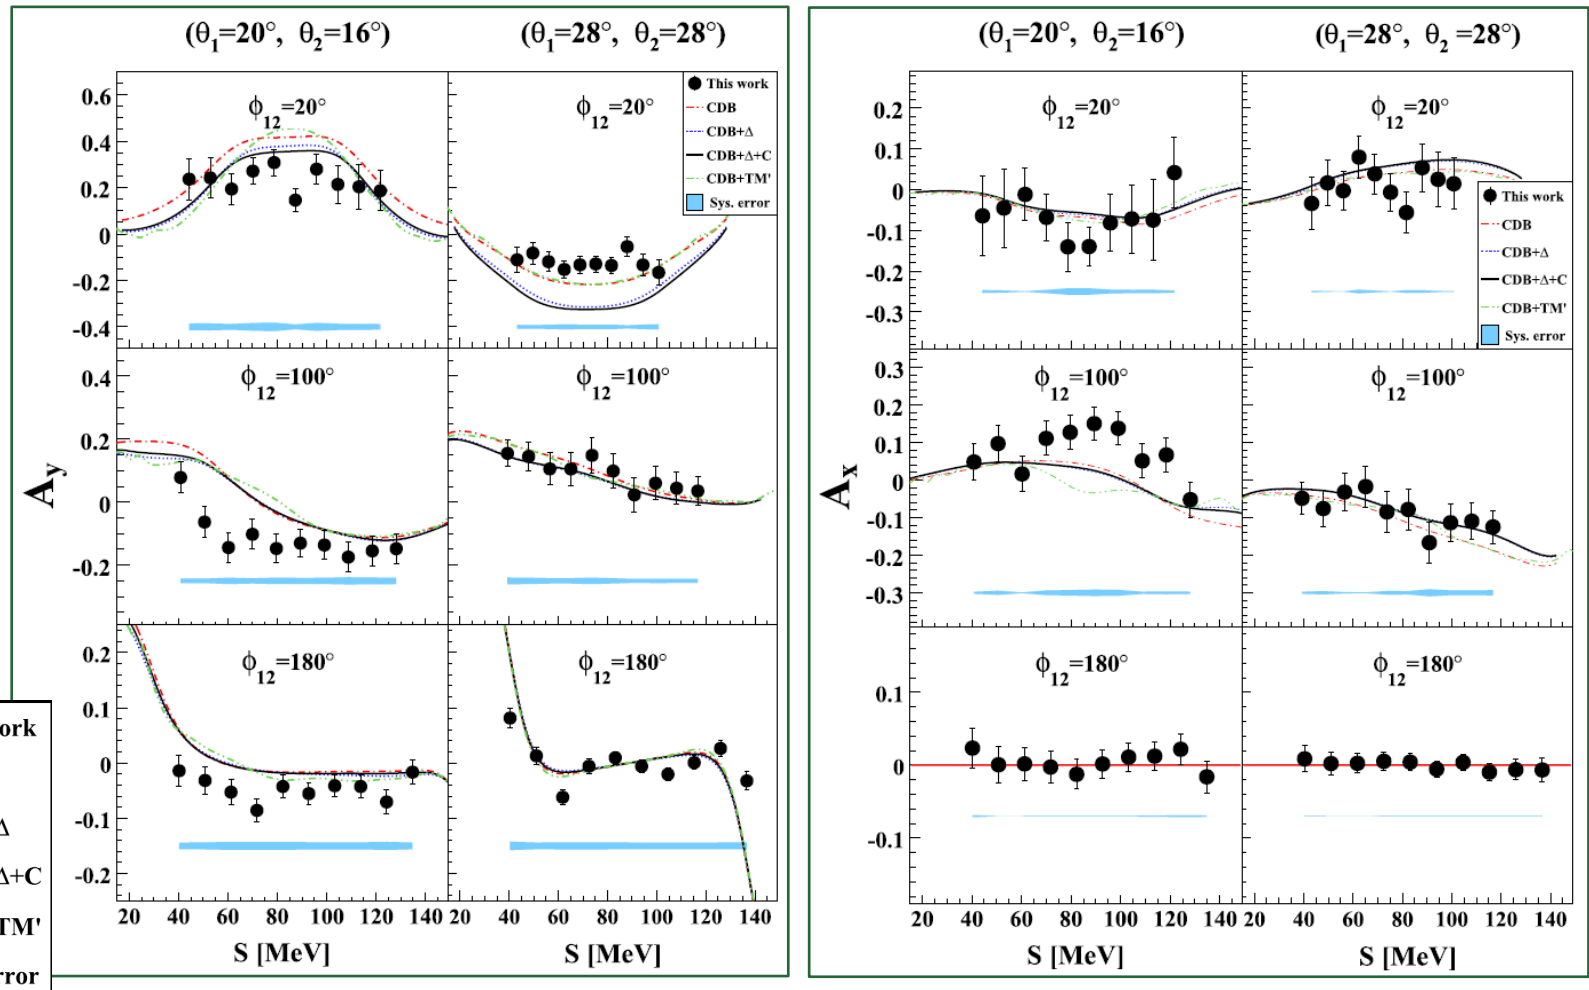 (θ1=20°, θ2=16°)
(θ1=28°, θ2=28°)
ϕ12=20°
ϕ12=20°
This work
CDB
CDB+Δ
CDB+Δ+C
CDB+TM'
Sys. error
0.6
0.4
0.2
0
-0.2
-0.4
ϕ12=100°
ϕ12=100°
0.4
0.2
0
-0.2
Ay
ϕ12=180°
ϕ12=180°
0.2
0.1
0
-0.1
-0.2
20 40 60 80 100 120 140
20 40 60 80 100 120 140
S [MeV]
S [MeV]
ork
Δ
Δ+C
TM'
rror
(θ1=20°, θ2=16°)
(θ1=28°, θ2 =28°)
ϕ12=20°
ϕ12=20°
0.2
0.1
0
-0.1
-0.2
-0.3
This work
CDB
CDB+Δ
CDB+Δ+C
CDB+TM'
Sys. error
ϕ12=100°
ϕ12=100°
0.3
0.2
0.1
0
-0.1
-0.2
-0.3
Ax
ϕ12=180°
ϕ12=180°
0.1
0
-0.1
20 40 60 80 100 120 140
20 40 60 80 100 120 140
S [MeV]
S [MeV]